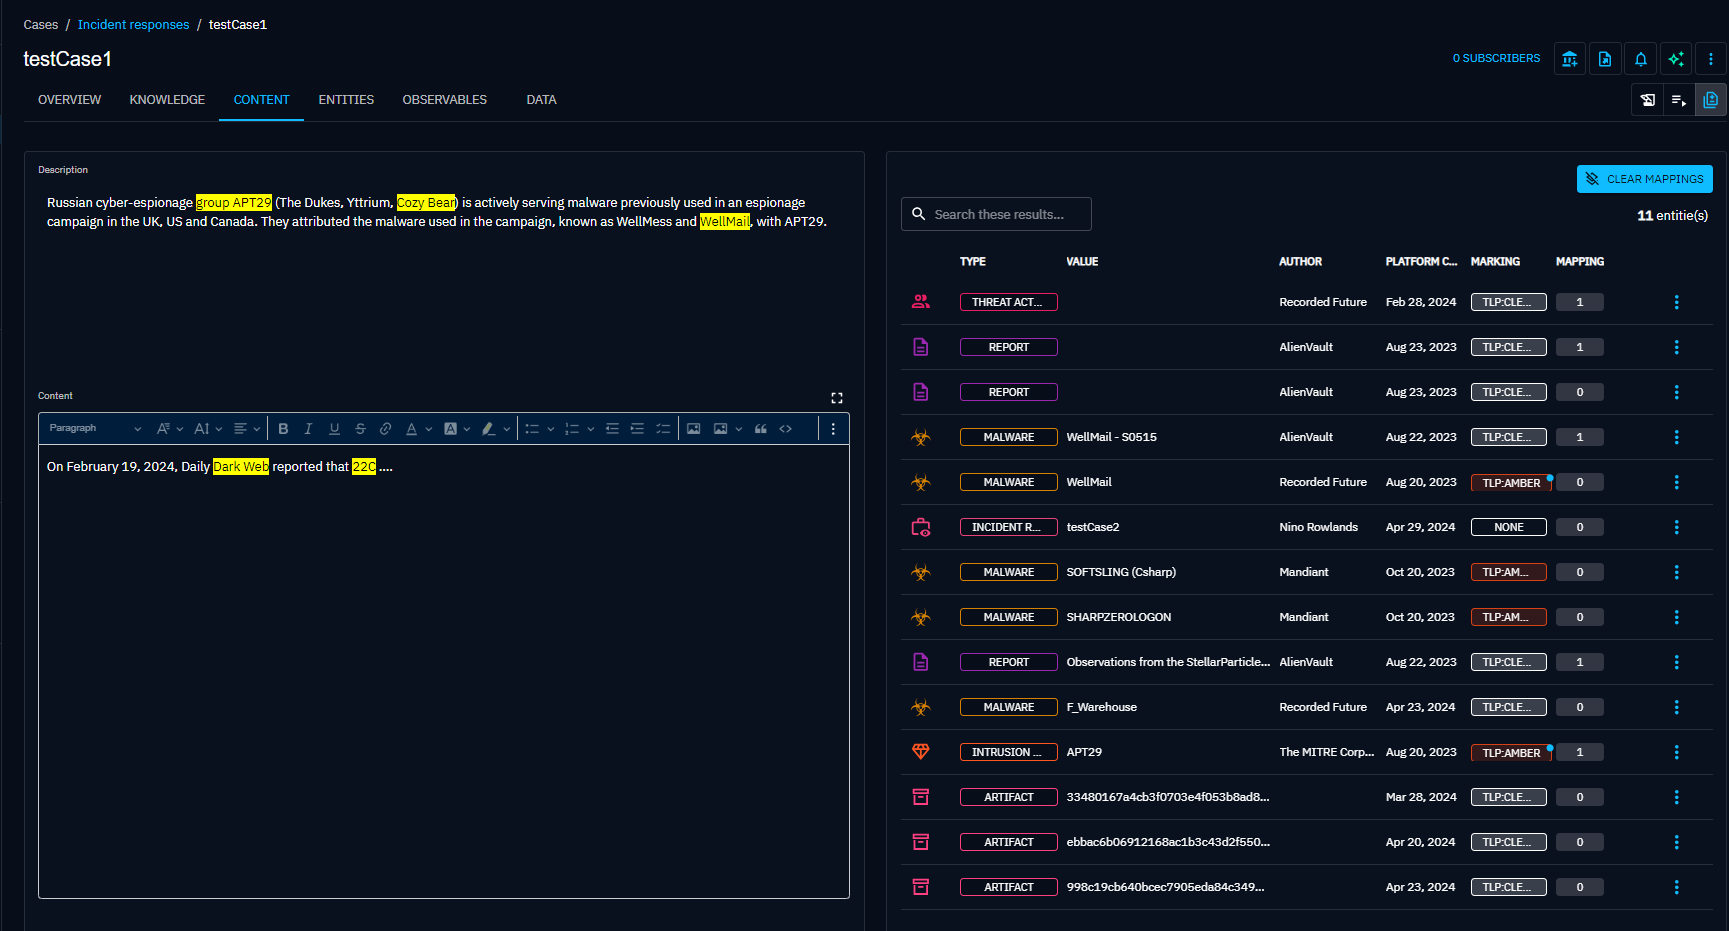 Cases / Incident responses / testCase1
testCase1
0 SUBSCRIBERS
OVERVIEW KNOWLEDGE CONTENT ENTITIES OBSERVABLES DATA
Description
Russian cyber-espionage group APT29 (The Dukes, Yttrium, Cozy Bear) is actively serving malware previously used in an espionage
campaign in the UK, US and Canada. They attributed the malware used in the campaign, known as WellMess and WellMail, with APT29.
Content
Paragraph
On February 19, 2024, Daily Dark Web reported that 22C ....
CLEAR MAPPINGS
Search these results...
11 entitie(s)
TYPE VALUE AUTHOR PLATFORM C... MARKING MAPPING
THREAT ACT... Recorded Future Feb 28, 2024 TLP:CLE... 1
REPORT AlienVault Aug 23, 2023 TLP:CLE... 1
REPORT AlienVault Aug 23, 2023 TLP:CLE... 0
MALWARE WellMail - S0515 AlienVault Aug 22, 2023 TLP:CLE... 1
MALWARE WellMail Recorded Future Aug 20, 2023 TLP:AMBER 0
INCIDENT R... testCase2 Nino Rowlands Apr 29, 2024 NONE 0
MALWARE SOFTSLING (Csharp) Mandiant Oct 20, 2023 TLP:AM... 0
MALWARE SHARPZEROLOGON Mandiant Oct 20, 2023 TLP:AM... 0
REPORT Observations from the StellarParticle... AlienVault Aug 22, 2023 TLP:CLE... 1
MALWARE F_Warehouse Recorded Future Apr 23, 2024 TLP:CLE... 0
INTRUSION ... APT29 The MITRE Corp... Aug 20, 2023 TLP:AMBER 1
ARTIFACT 33480167a4cb3f0703e4f053b8ad8... Mar 28, 2024 TLP:CLE... 0
ARTIFACT ebbac6b06912168ac1b3c43d2f550... Apr 20, 2024 TLP:CLE... 0
ARTIFACT 998c19cb640bcec7905eda84c349... Apr 23, 2024 TLP:CLE... 0